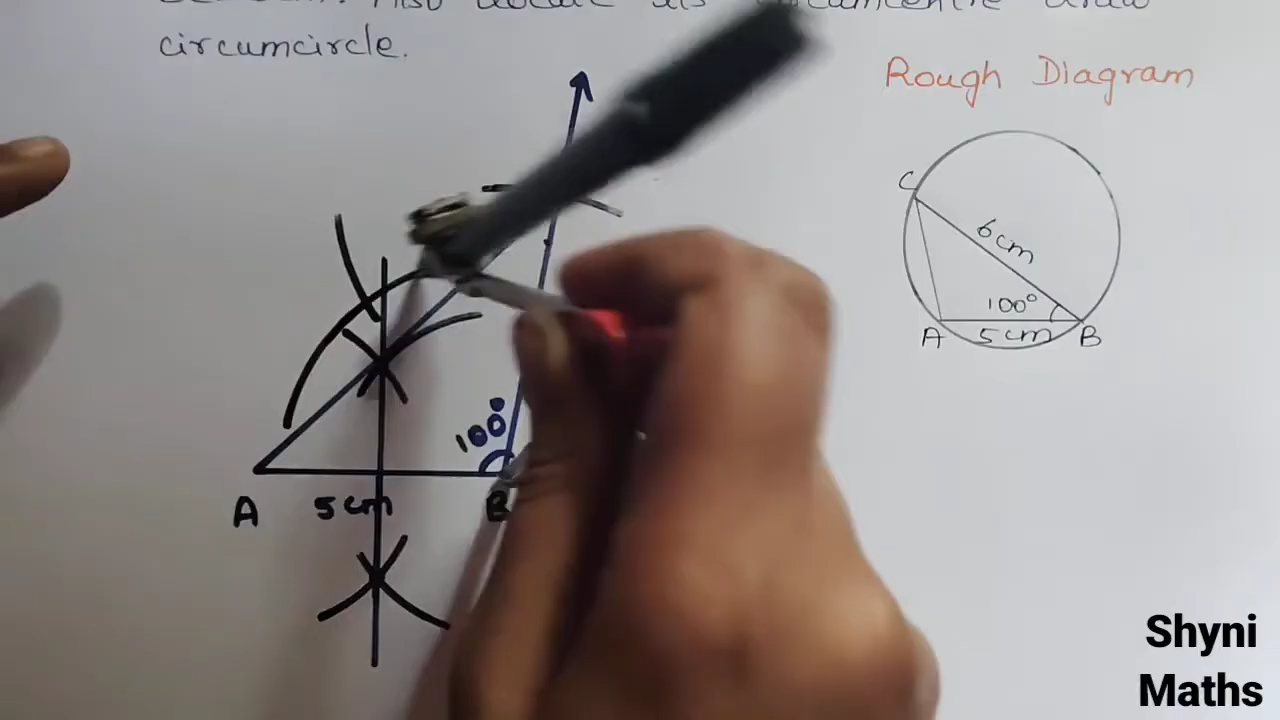 circumcircle.
Rough Diagram
C
6cm
100°
A 5cm B
100°
A 5cm B
Shyni
Maths